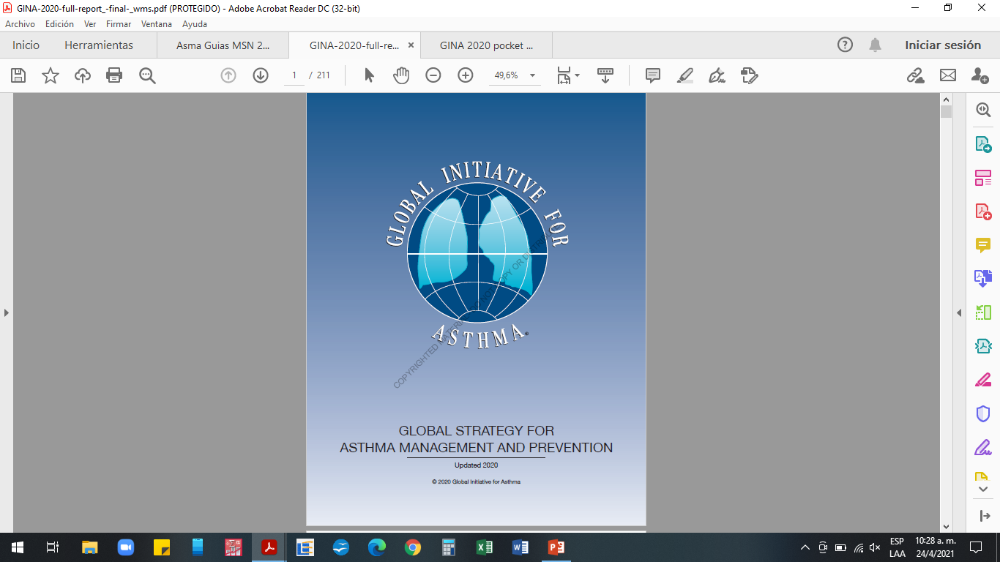 GINA-2020-full-report_-final-_wms.pdf (PROTEGIDO) - Adobe Acrobat Reader DC (32-bit)
Archivo Edición Ver Firmar Ventana Ayuda
Inicio Herramientas Asma Guias MSN 2... GINA-2020-full-re... × GINA 2020 pocket ... Iniciar sesión
1 / 211 49,6%
GLOBAL INITIATIVE FOR
ASTHMA
COPYRIGHTED MATERIAL- DO NOT COPY OR DISTRIBUTE
GLOBAL STRATEGY FOR
ASTHMA MANAGEMENT AND PREVENTION
Updated 2020
© 2020 Global Initiative for Asthma
ESP 10:28 a. m.
LAA 24/4/2021